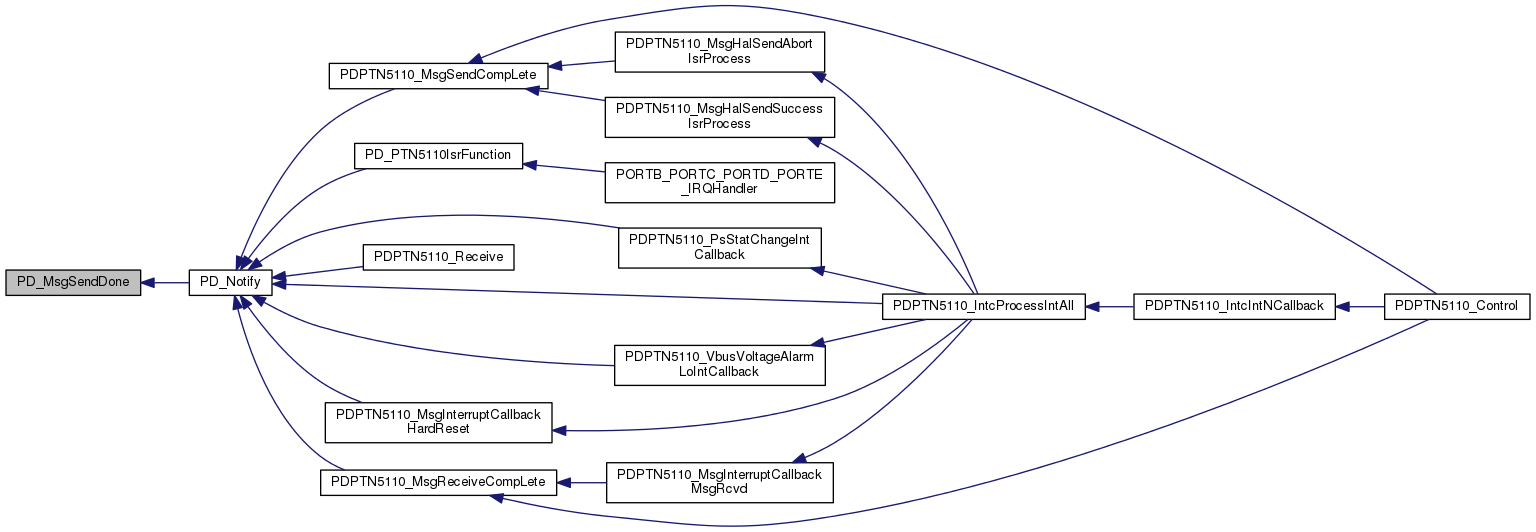 PDPTN5110_MsgHalSendAbort
IsrProcess
PDPTN5110_MsgSendCompLete
PDPTN5110_MsgHalSendSuccess
IsrProcess
PD_PTN5110IsrFunction
PORTB_PORTC_PORTD_PORTE
_IRQHandler
PDPTN5110_PsStatChangeInt
Callback
PDPTN5110_Receive
PD_MsgSendDone
PD_Notify
PDPTN5110_IntcProcessIntAll
PDPTN5110_IntcIntNCallback
PDPTN5110_Control
PDPTN5110_VbusVoltageAlarm
LoIntCallback
PDPTN5110_MsgInterruptCallback
HardReset
PDPTN5110_MsgReceiveCompLete
PDPTN5110_MsgInterruptCallback
MsgRcvd